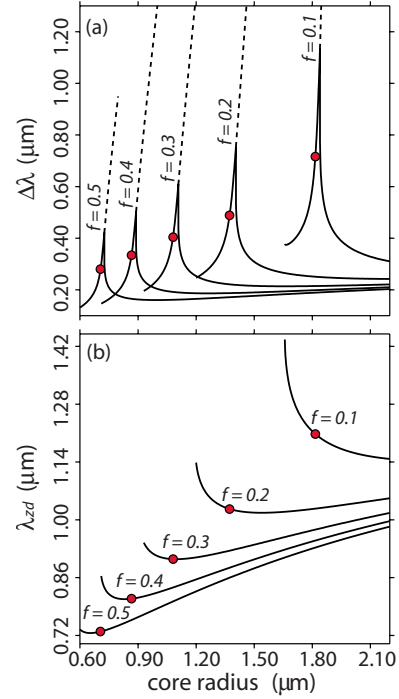 (a)
1.20
1.00
0.80
0.60
0.40
0.20
Δλ (μm)
f = 0.5
f = 0.4
f = 0.3
f = 0.2
f = 0.1
(b)
1.42
1.28
1.14
1.00
0.86
0.72
λzd (μm)
f = 0.1
f = 0.2
f = 0.3
f = 0.4
f = 0.5
0.60 0.90 1.20 1.50 1.80 2.10
core radius (μm)